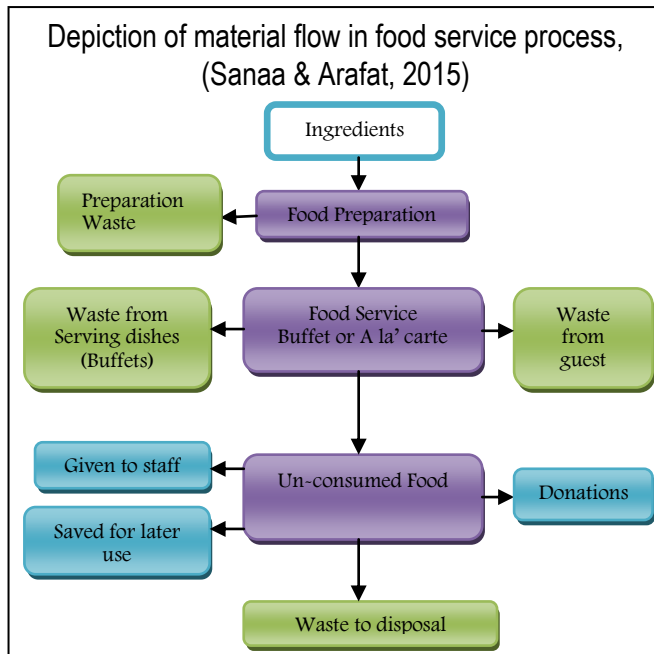 Depiction of material flow in food service process,
(Sanaa & Arafat, 2015)
Ingredients
Preparation
Waste
Food Preparation
Waste from
Serving dishes
(Buffets)
Food Service
Buffet or A la’ carte
Waste
from
guest
Given to staff
Un-consumed Food
Donations
Saved for later
use
Waste to disposal